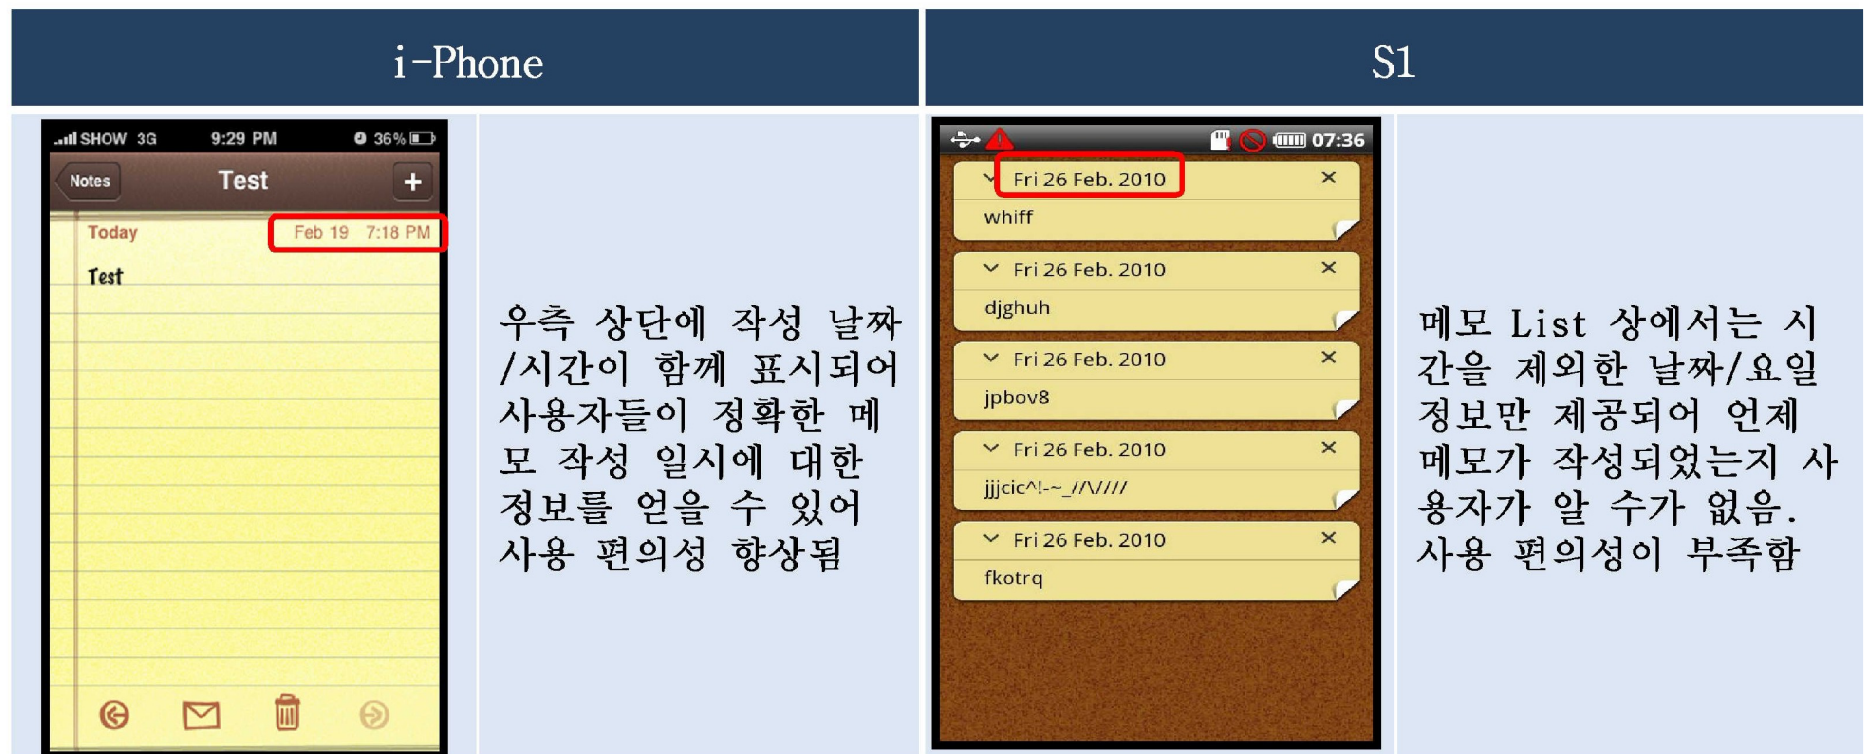 i-Phone
S1
SHOW 3G 9:29 PM 36%
Notes Test +
Today Feb 19 7:18 PM
Test
우측 상단에 작성 날짜
/시간이 함께 표시되어
사용자들이 정확한 메
모 작성 일시에 대한
정보를 얻을 수 있어
사용 편의성 향상됨
07:36
Fri 26 Feb. 2010
whiff
Fri 26 Feb. 2010
djghuh
Fri 26 Feb. 2010
jpbov8
Fri 26 Feb. 2010
jjjcic^!-~_//\////
Fri 26 Feb. 2010
fkotrq
메모 List 상에서는 시
간을 제외한 날짜/요일
정보만 제공되어 언제
메모가 작성되었는지 사
용자가 알 수가 없음.
사용 편의성이 부족함